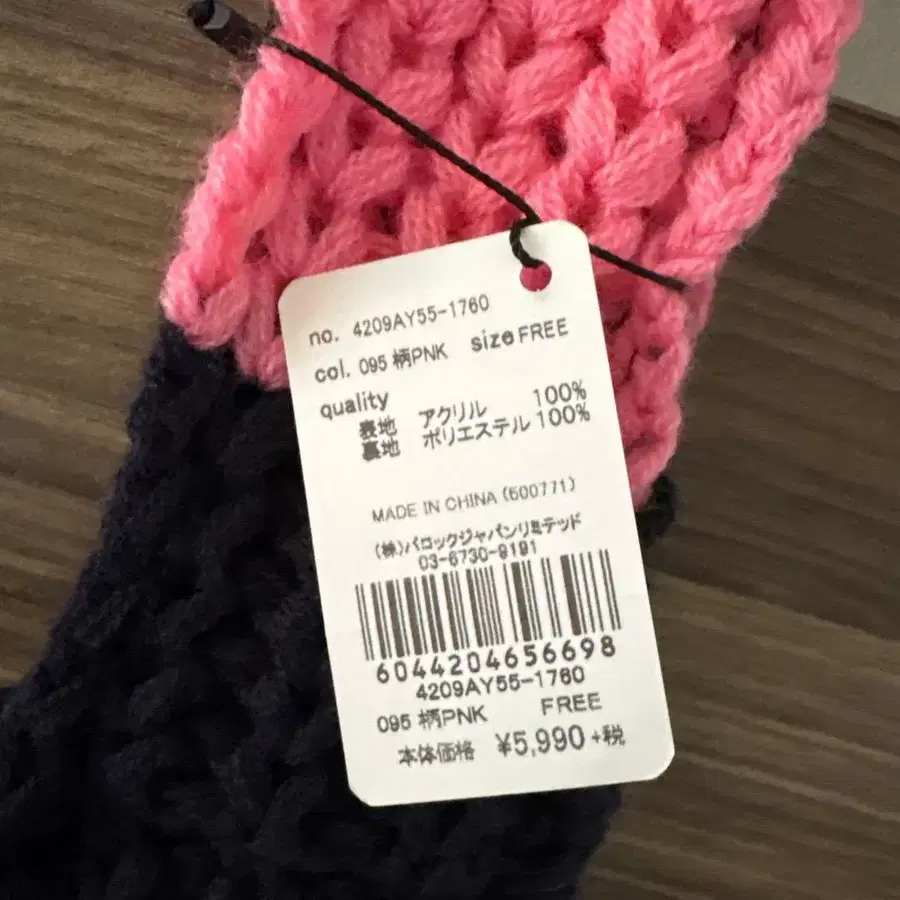 no. 4209AY55-1760
col. 095 柄PNK size FREE
quality
表地 アクリル 100%
裏地 ポリエステル 100%
MADE IN CHINA (600771)
(株)バロックジャパンリミテッド
03-6730-9191
6044204656698
4209AY55-1760
095 柄PNK FREE
本体価格 ¥5,990 +税